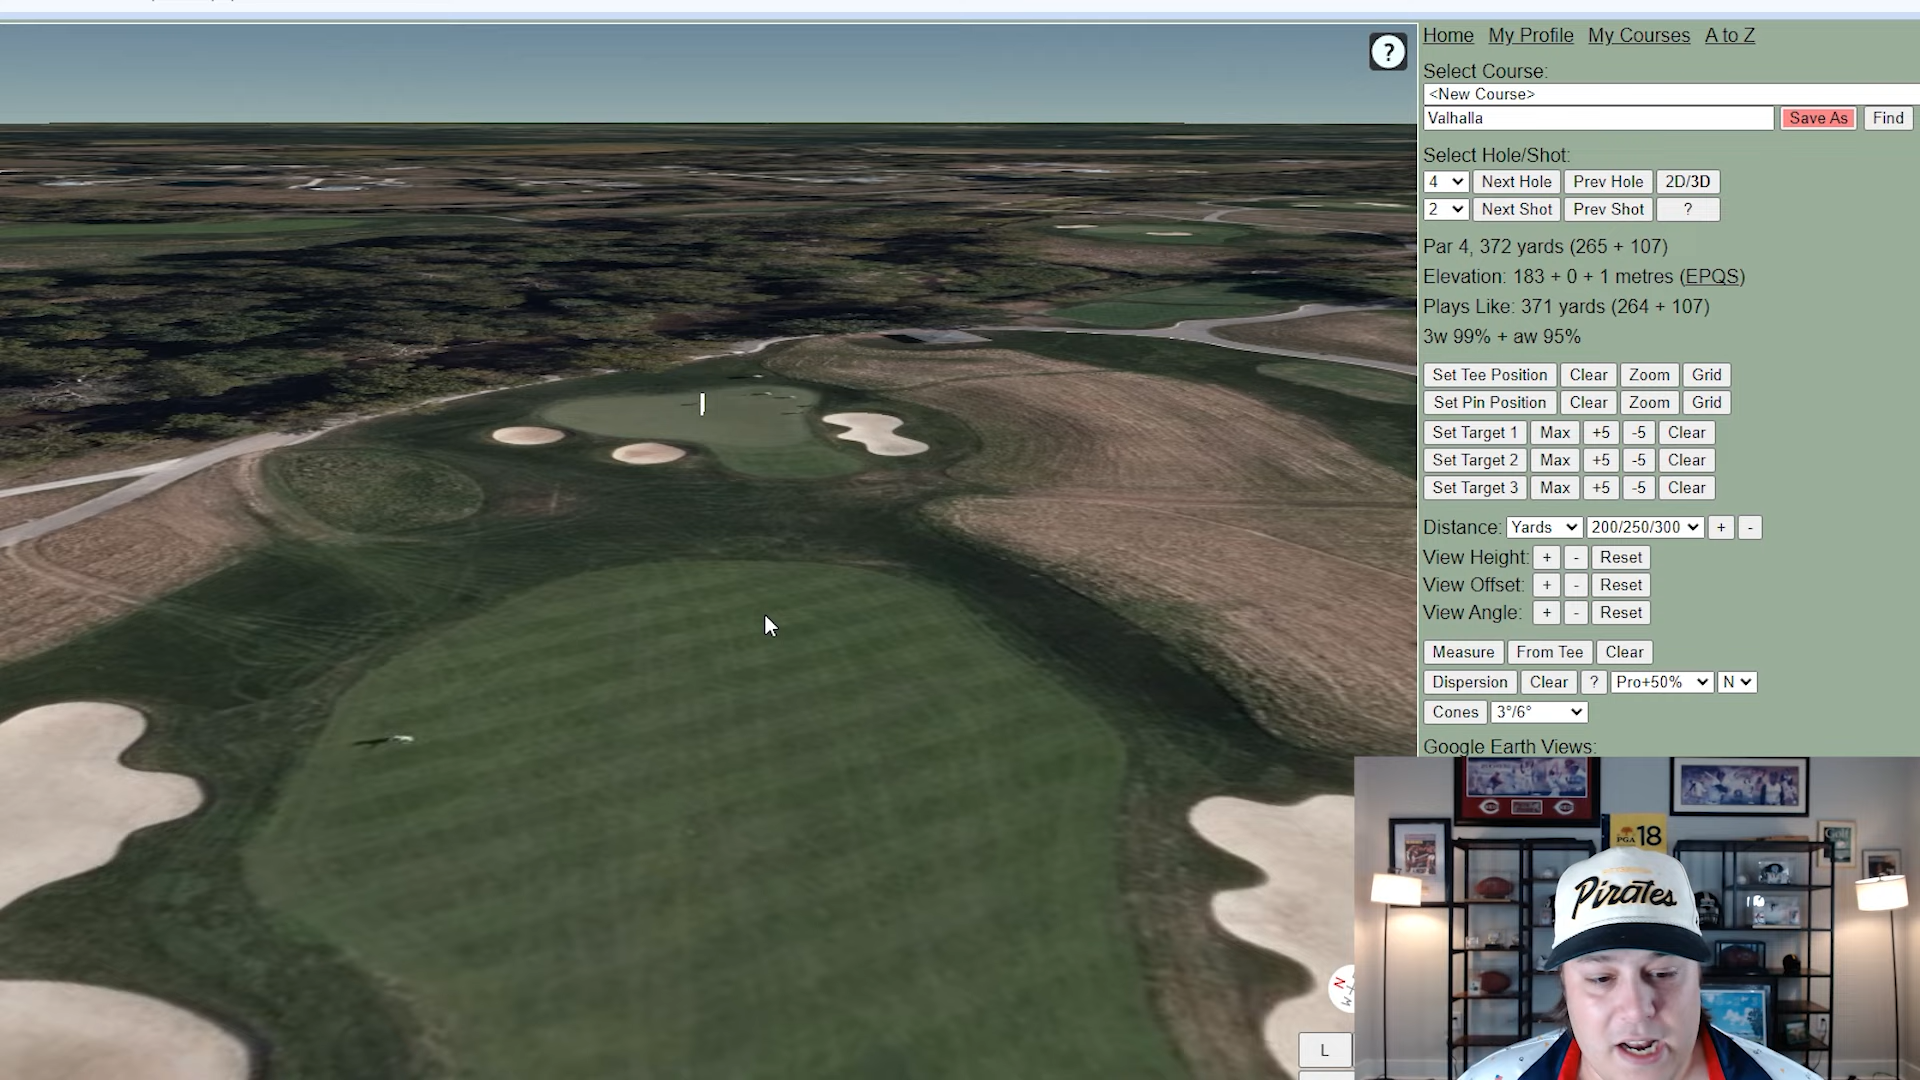 ?
Home My Profile My Courses A to Z
Select Course:
<New Course>
Valhalla Save As Find
Select Hole/Shot:
4 Next Hole Prev Hole 2D/3D
2 Next Shot Prev Shot ?
Par 4, 372 yards (265 + 107)
Elevation: 183 + 0 + 1 metres (EPQS)
Plays Like: 371 yards (264 + 107)
3w 99% + aw 95%
Set Tee Position Clear Zoom Grid
Set Pin Position Clear Zoom Grid
Set Target 1 Max +5 -5 Clear
Set Target 2 Max +5 -5 Clear
Set Target 3 Max +5 -5 Clear
Distance: Yards 200/250/300 + -
View Height: + - Reset
View Offset: + - Reset
View Angle: + - Reset
Measure From Tee Clear
Dispersion Clear ? Pro+50% N
Cones 3°/6°
Google Earth Views:
PGA 18
Golf
Pirates
N
W
L